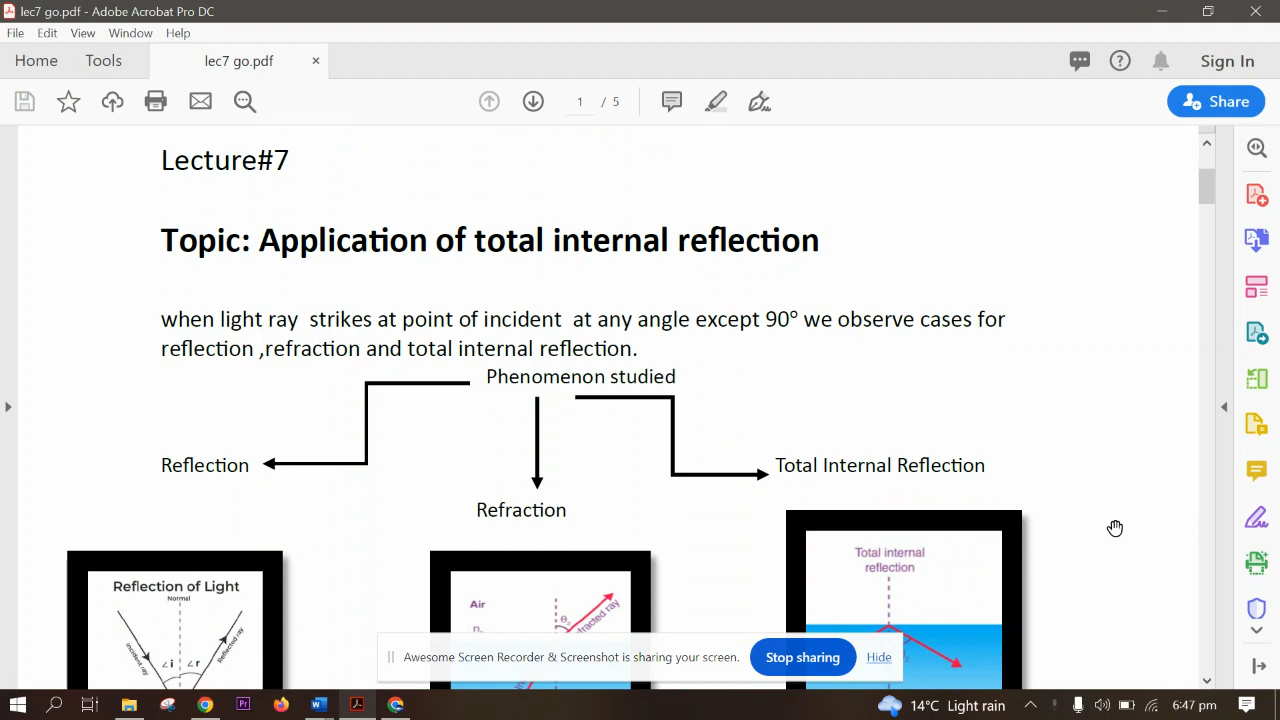 lec7 go.pdf - Adobe Acrobat Pro DC
File Edit View Window Help
Home Tools lec7 go.pdf × Sign In
1 / 5 Share
Lecture#7
Topic: Application of total internal reflection
when light ray strikes at point of incident at any angle except 90° we observe cases for
reflection ,refraction and total internal reflection.
Phenomenon studied
Reflection
Total Internal Reflection
Refraction
Reflection of Light
Normal
Incident ray
∠i ∠r
Reflected ray
Air
Total internal
reflection
Awesome Screen Recorder & Screenshot is sharing your screen. Stop sharing Hide
14°C Light rain 6:47 pm